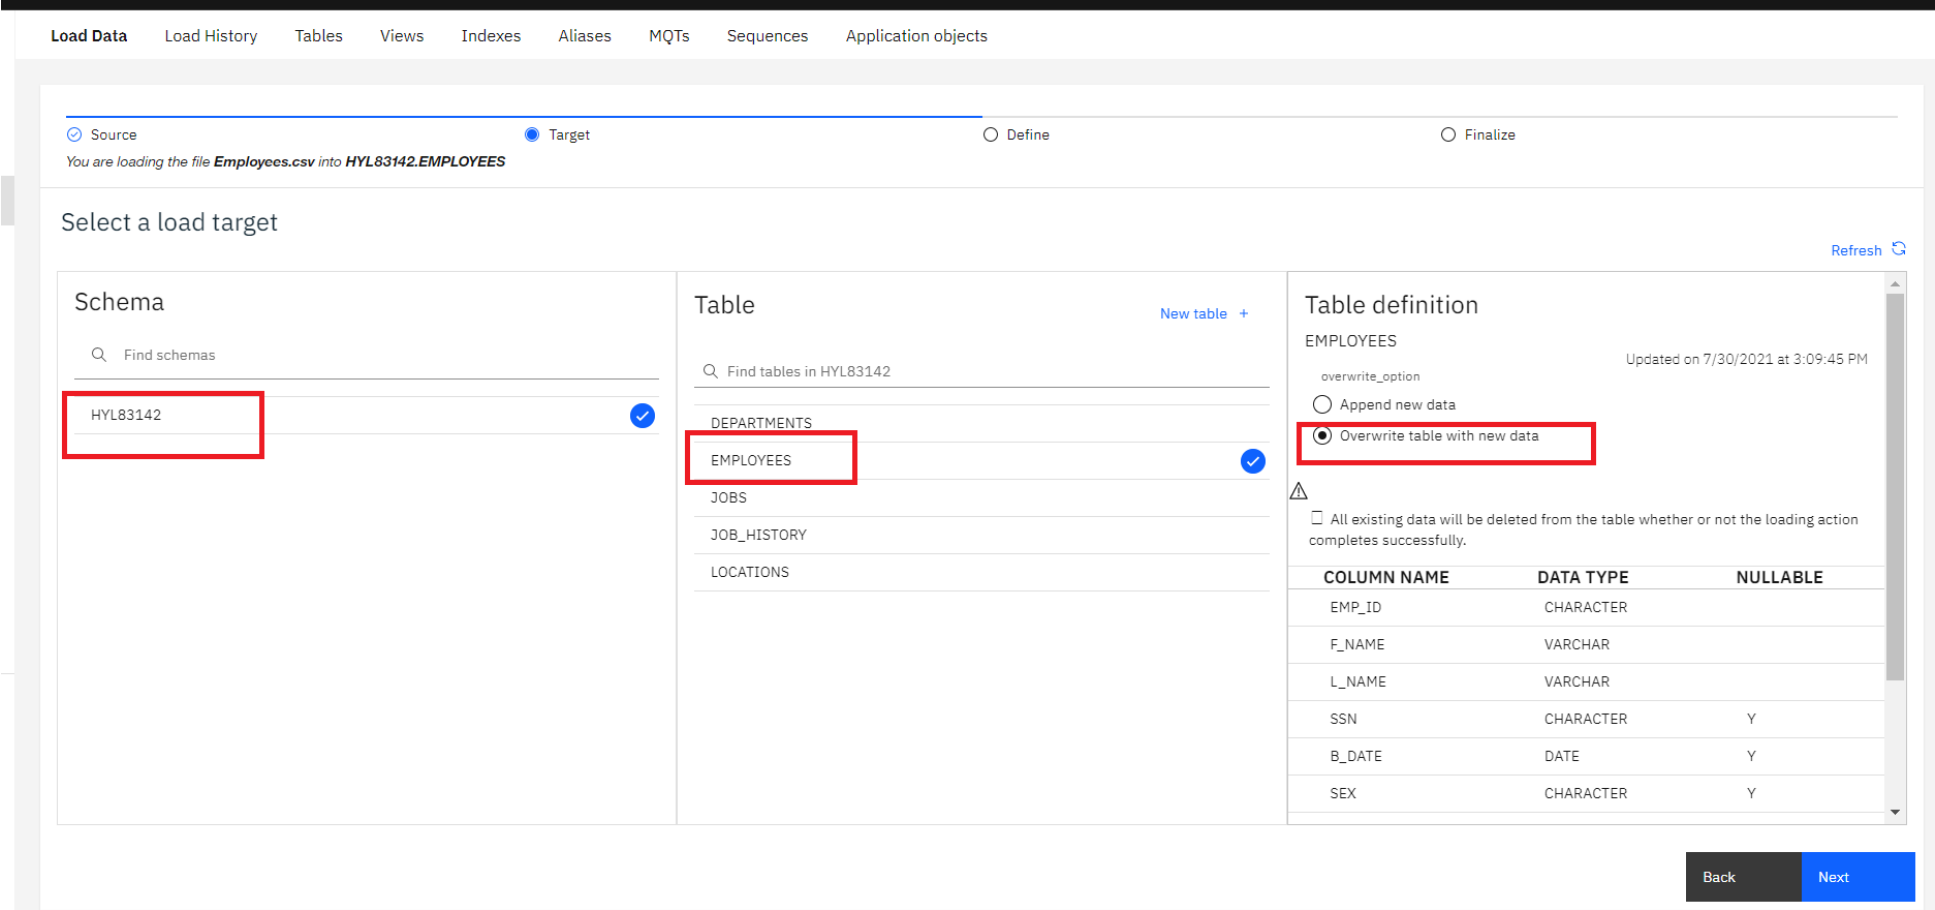 Load Data Load History Tables Views Indexes Aliases MQTs Sequences Application objects
Source Target Define Finalize
You are loading the file Employees.csv into HYL83142.EMPLOYEES
Select a load target
Refresh
Schema
Find schemas
HYL83142
Table
New table +
Find tables in HYL83142
DEPARTMENTS
EMPLOYEES
JOBS
JOB_HISTORY
LOCATIONS
Table definition
EMPLOYEES
Updated on 7/30/2021 at 3:09:45 PM
overwrite_option
Append new data
Overwrite table with new data
All existing data will be deleted from the table whether or not the loading action
completes successfully.
COLUMN NAME DATA TYPE NULLABLE
EMP_ID CHARACTER
F_NAME VARCHAR
L_NAME VARCHAR
SSN CHARACTER Y
B_DATE DATE Y
SEX CHARACTER Y
Back Next